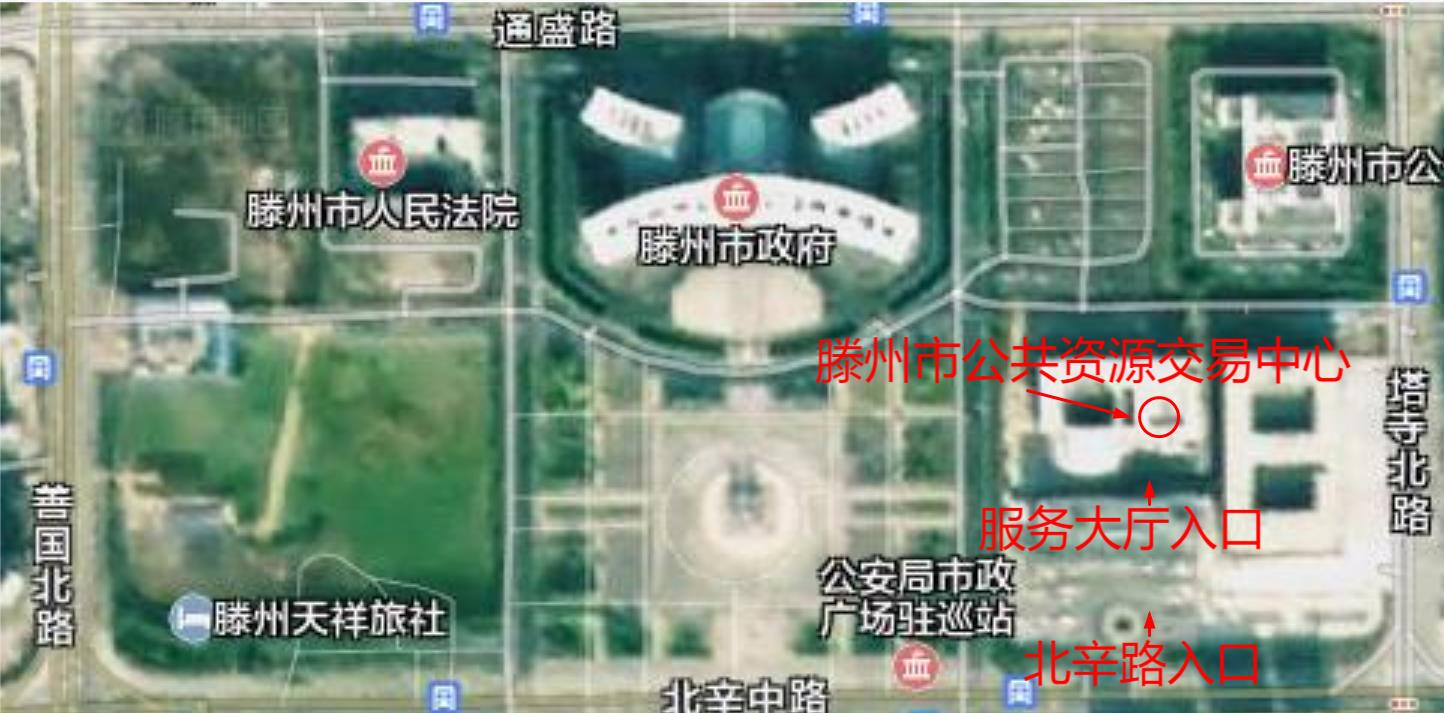 通盛路
滕州市人民法院
滕州市政府
滕州市公
滕州市公共资源交易中心
塔寺北路
善国北路
服务大厅入口
公安局市政
广场驻巡站
滕州天祥旅社
北辛路入口
北辛中路